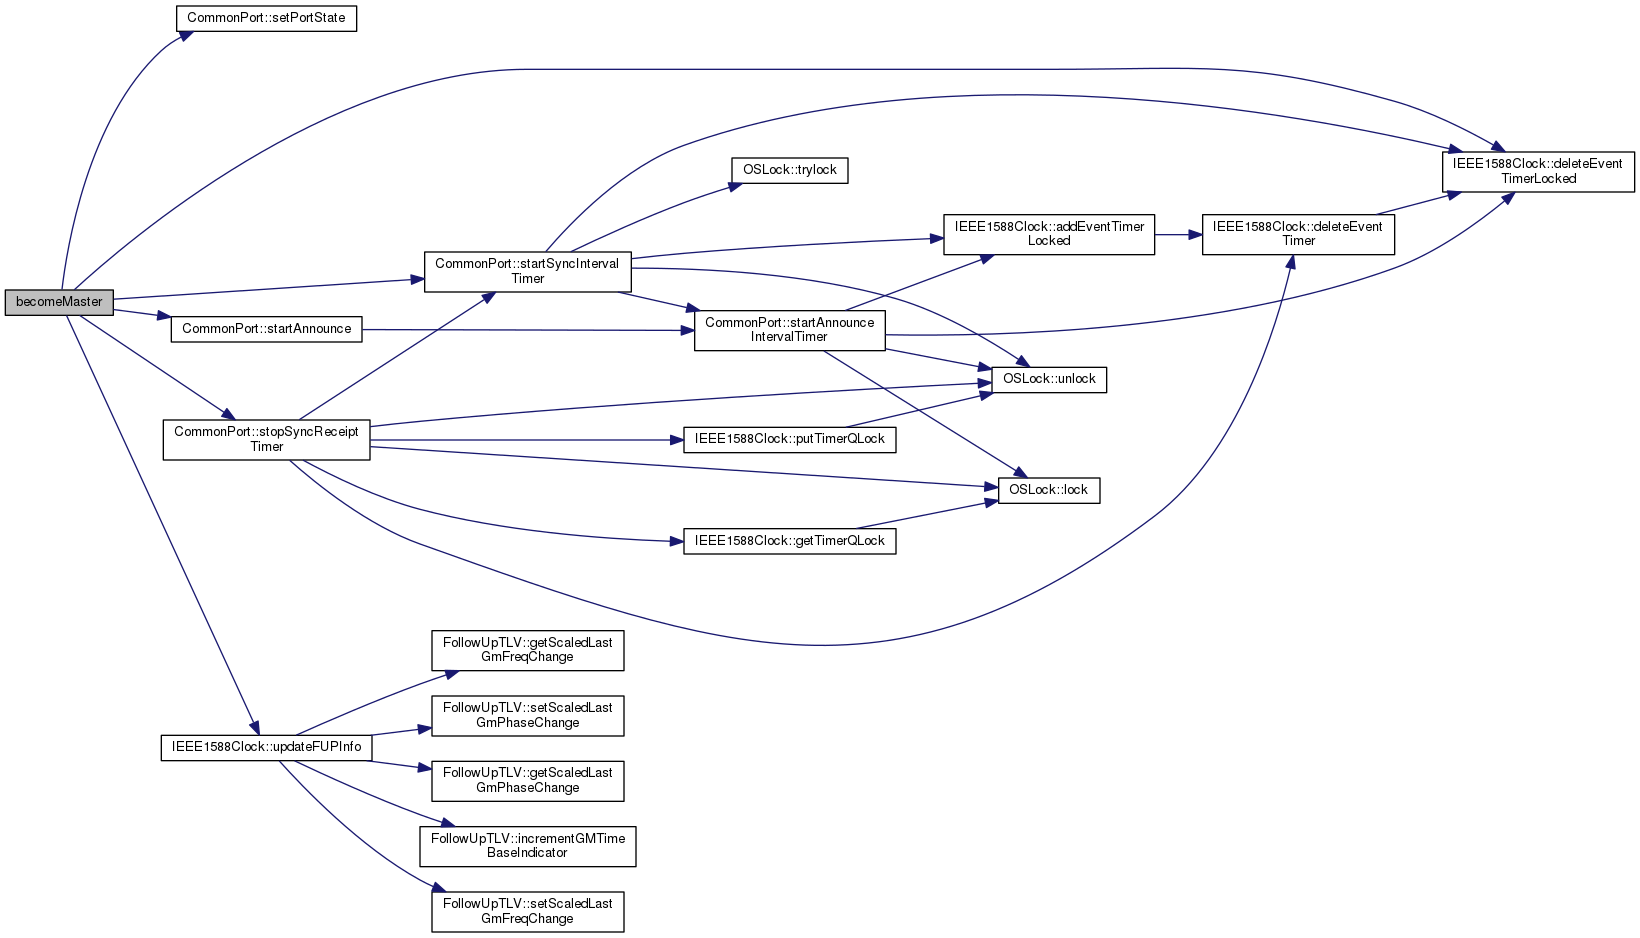 CommonPort::setPortState
OSLock::trylock
IEEE1588Clock::deleteEvent
TimerLocked
IEEE1588Clock::addEventTimer
Locked
IEEE1588Clock::deleteEvent
Timer
CommonPort::startSyncInterval
Timer
becomeMaster
CommonPort::startAnnounce
CommonPort::startAnnounce
IntervalTimer
OSLock::unlock
CommonPort::stopSyncReceipt
Timer
IEEE1588Clock::putTimerQLock
OSLock::lock
IEEE1588Clock::getTimerQLock
FollowUpTLV::getScaledLast
GmFreqChange
FollowUpTLV::setScaledLast
GmPhaseChange
IEEE1588Clock::updateFUPInfo
FollowUpTLV::getScaledLast
GmPhaseChange
FollowUpTLV::incrementGMTime
BaseIndicator
FollowUpTLV::setScaledLast
GmFreqChange